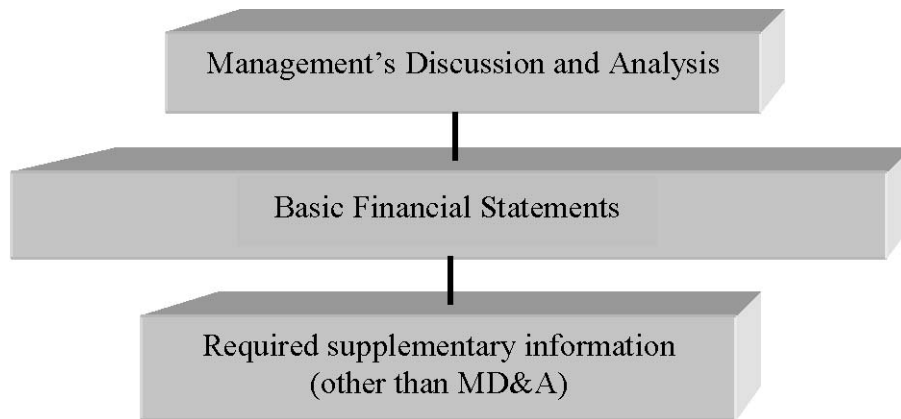 Management’s Discussion and Analysis
Basic Financial Statements
Required supplementary information
(other than MD&A)